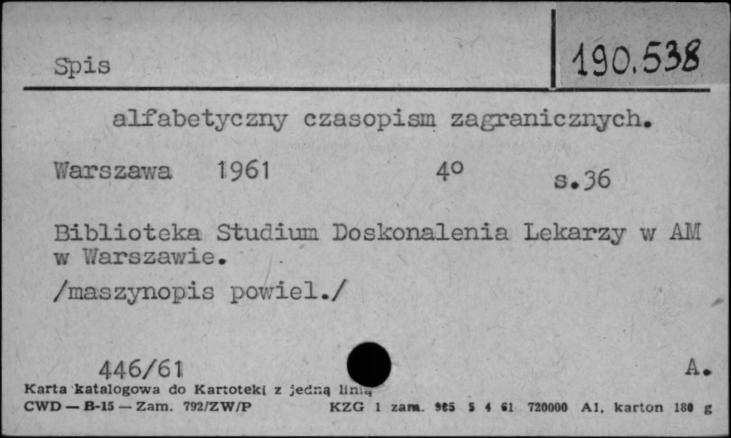 190.538
Spis
alfabetyczny czasopism zagranicznych.
Warszawa 1961 4º s.36
Biblioteka Studium Doskonalenia Lekarzy w AM
w Warszawie.
/maszynopis powiel./
446/61 A.
Karta katalogowa do Kartoteki z jedną linią
CWD — B-15 — Zam. 792/ZW/P KZG 1 zam. 985 5 4 61 720000 A1, karton 180 g